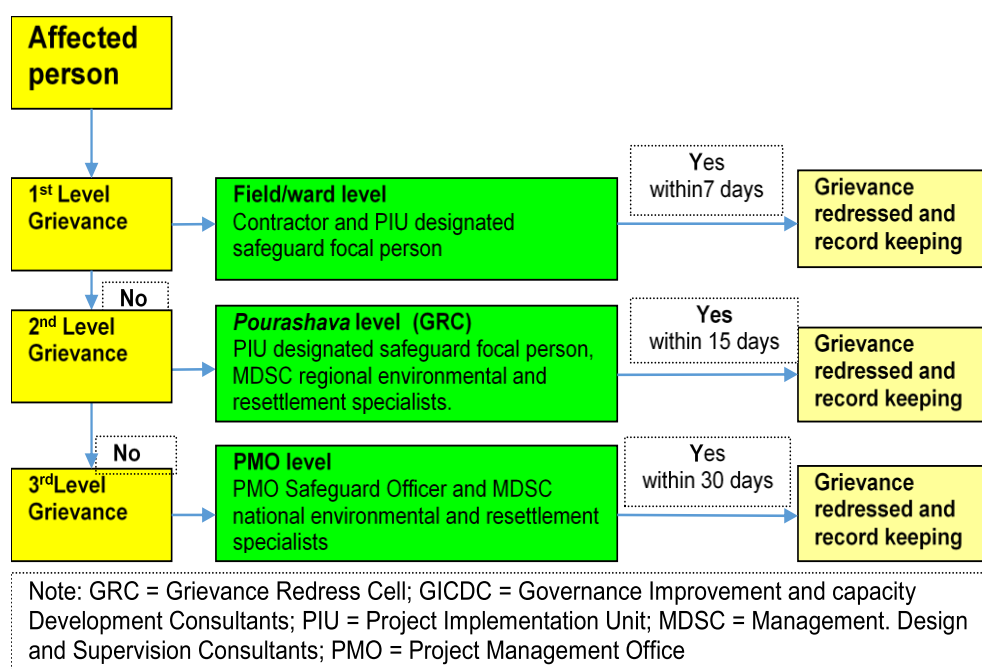 Affected
person
1st Level
Grievance
Field/ward level
Contractor and PIU designated
safeguard focal person
Yes
within7 days
Grievance
redressed and
record keeping
No
2nd Level
Grievance
Pourashava level (GRC)
PIU designated safeguard focal person,
MDSC regional environmental and
resettlement specialists.
Yes
within 15 days
Grievance
redressed and
record keeping
No
3rdLevel
Grievance
PMO level
PMO Safeguard Officer and MDSC
national environmental and resettlement
specialists
Yes
within 30 days
Grievance
redressed and
record keeping
Note: GRC = Grievance Redress Cell; GICDC = Governance Improvement and capacity
Development Consultants; PIU = Project Implementation Unit; MDSC = Management. Design
and Supervision Consultants; PMO = Project Management Office